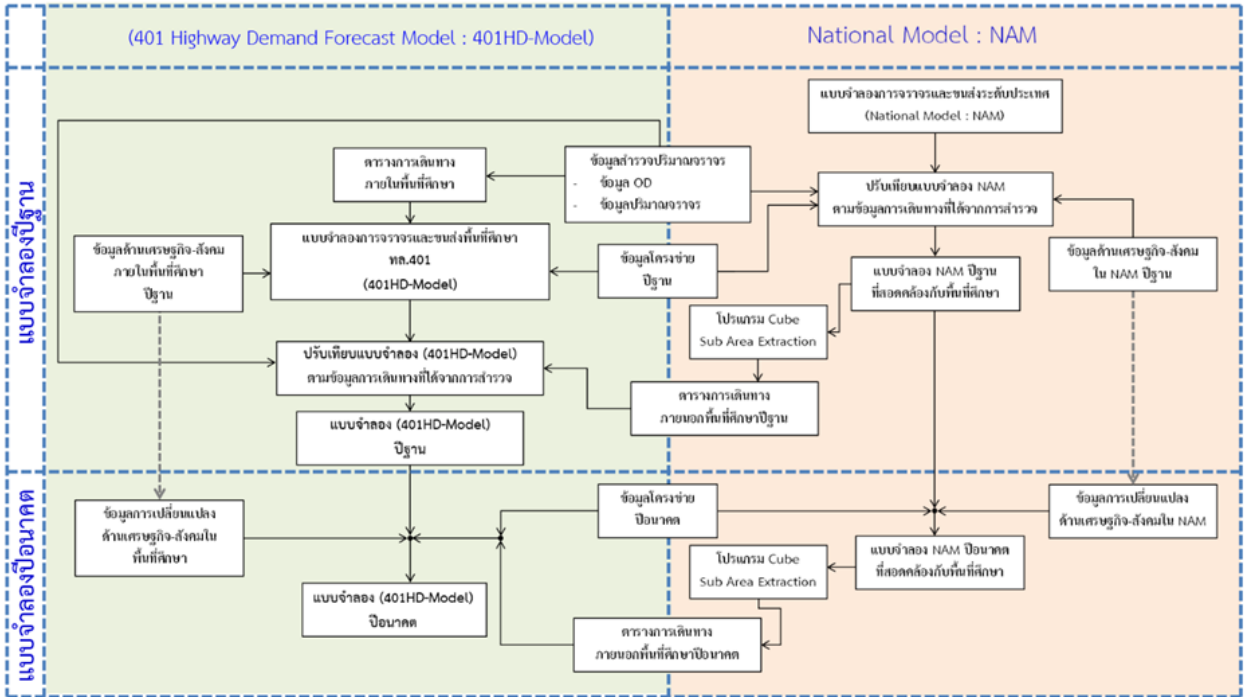 (401 Highway Demand Forecast Model : 401HD-Model)
National Model : NAM
แบบจำลองปีฐาน
แบบจำลองการจราจรและขนส่งระดับประเทศ
(National Model : NAM)
ตารางการเดินทาง
ภายในพื้นที่ศึกษา
ข้อมูลสำรวจปริมาณจราจร
- ข้อมูล OD
- ข้อมูลปริมาณจราจร
ปรับเทียบแบบจำลอง NAM
ตามข้อมูลการเดินทางที่ได้จากการสำรวจ
ข้อมูลด้านเศรษฐกิจ-สังคม
ภายในพื้นที่ศึกษา
ปีฐาน
แบบจำลองการจราจรและขนส่งพื้นที่ศึกษา
ทล.401
(401HD-Model)
ข้อมูลโครงข่าย
ปีฐาน
แบบจำลอง NAM ปีฐาน
ที่สอดคล้องกับพื้นที่ศึกษา
ข้อมูลด้านเศรษฐกิจ-สังคม
ใน NAM ปีฐาน
โปรแกรม Cube
Sub Area Extraction
ปรับเทียบแบบจำลอง (401HD-Model)
ตามข้อมูลการเดินทางที่ได้จากการสำรวจ
ตารางการเดินทาง
ภายนอกพื้นที่ศึกษาปีฐาน
แบบจำลอง (401HD-Model)
ปีฐาน
แบบจำลองปีอนาคต
ข้อมูลการเปลี่ยนแปลง
ด้านเศรษฐกิจ-สังคมใน
พื้นที่ศึกษา
ข้อมูลโครงข่าย
ปีอนาคต
ข้อมูลการเปลี่ยนแปลง
ด้านเศรษฐกิจ-สังคมใน NAM
แบบจำลอง NAM ปีอนาคต
ที่สอดคล้องกับพื้นที่ศึกษา
โปรแกรม Cube
Sub Area Extraction
แบบจำลอง (401HD-Model)
ปีอนาคต
ตารางการเดินทาง
ภายนอกพื้นที่ศึกษาปีอนาคต